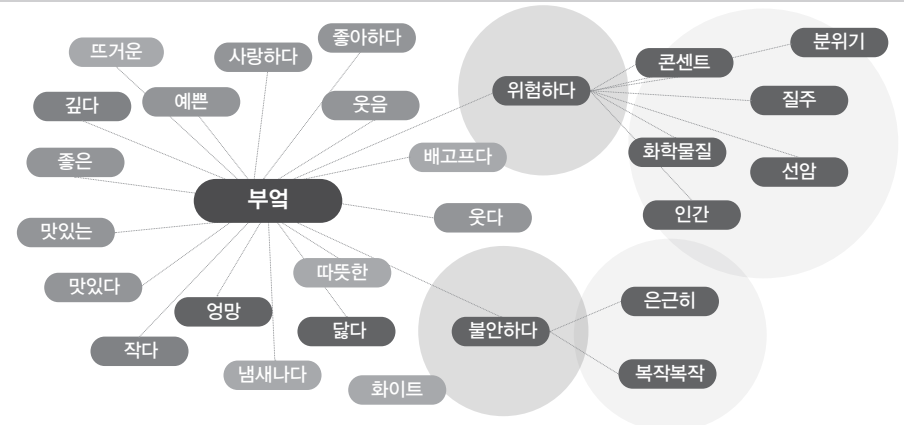 뜨거운
사랑하다
좋아하다
분위기
콘센트
깊다
예쁜
웃음
위험하다
질주
좋은
배고프다
화학물질
선암
부엌
인간
맛있는
웃다
맛있다
따뜻한
엉망
닳다
불안하다
은근히
작다
냄새나다
화이트
복작복작